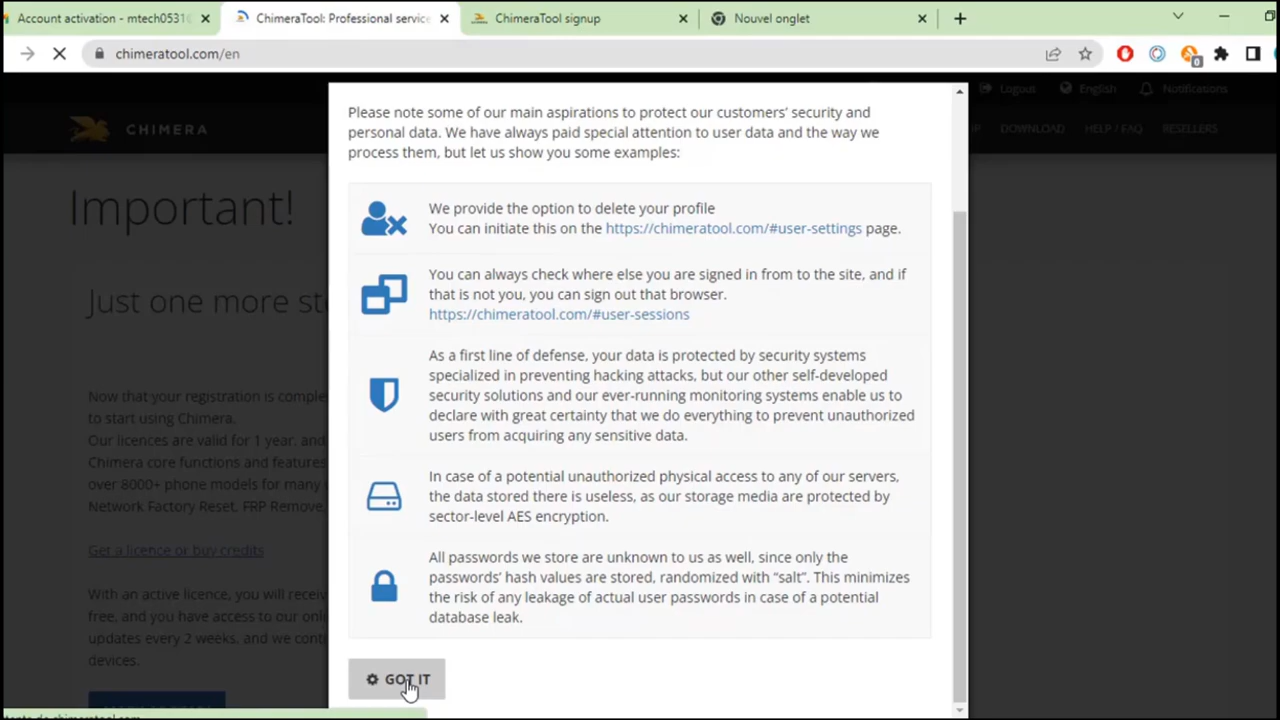 Account activation - mtech0531
ChimeraTool: Professional service
ChimeraTool signup
Nouvel onglet
chimeratool.com/en
0
Logout
English
Notifications
CHIMERA
DOWNLOAD
HELP / FAQ
RESELLERS
Important!
Just one more ste
Now that your registration is comple
to start using Chimera.
Our licences are valid for 1 year. and
Chimera core functions and features
over 8000+ phone models for many
Network Factory Reset, FRP Remove,
Get a licence or buy credits
With an active licence, you will receiv
free, and you have access to our onl
updates every 2 weeks, and we cont
devices.
Please note some of our main aspirations to protect our customers' security and
personal data. We have always paid special attention to user data and the way we
process them, but let us show you some examples:
We provide the option to delete your profile
You can initiate this on the https://chimeratool.com/#user-settings page.
You can always check where else you are signed in from to the site, and if
that is not you, you can sign out that browser.
https://chimeratool.com/#user-sessions
As a first line of defense, your data is protected by security systems
specialized in preventing hacking attacks, but our other self-developed
security solutions and our ever-running monitoring systems enable us to
declare with great certainty that we do everything to prevent unauthorized
users from acquiring any sensitive data.
In case of a potential unauthorized physical access to any of our servers,
the data stored there is useless, as our storage media are protected by
sector-level AES encryption.
All passwords we store are unknown to us as well, since only the
passwords' hash values are stored, randomized with “salt”. This minimizes
the risk of any leakage of actual user passwords in case of a potential
database leak.
GOT IT